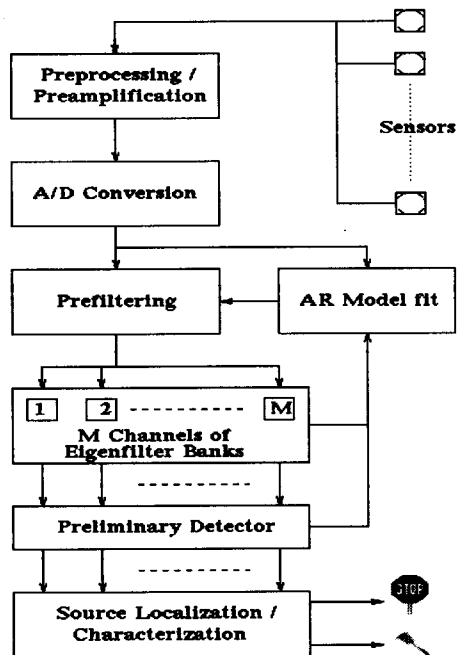 Preprocessing /
Preamplification
Sensors
A/D Conversion
Prefiltering
AR Model fit
1 2 M
M Channels of
Eigenfilter Banks
Preliminary Detector
Source Localization /
Characterization
STOP